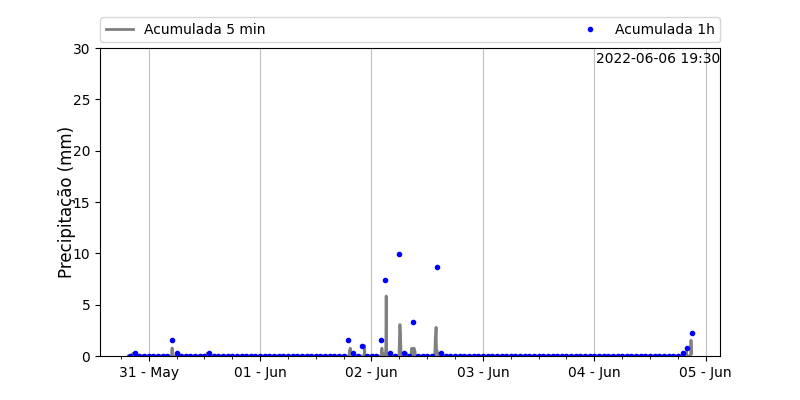 Acumulada 5 min
Acumulada 1h
2022-06-06 19:30
Precipitação (mm)
30
25
20
15
10
5
0
31 - May
01 - Jun
02 - Jun
03 - Jun
04 - Jun
05 - Jun